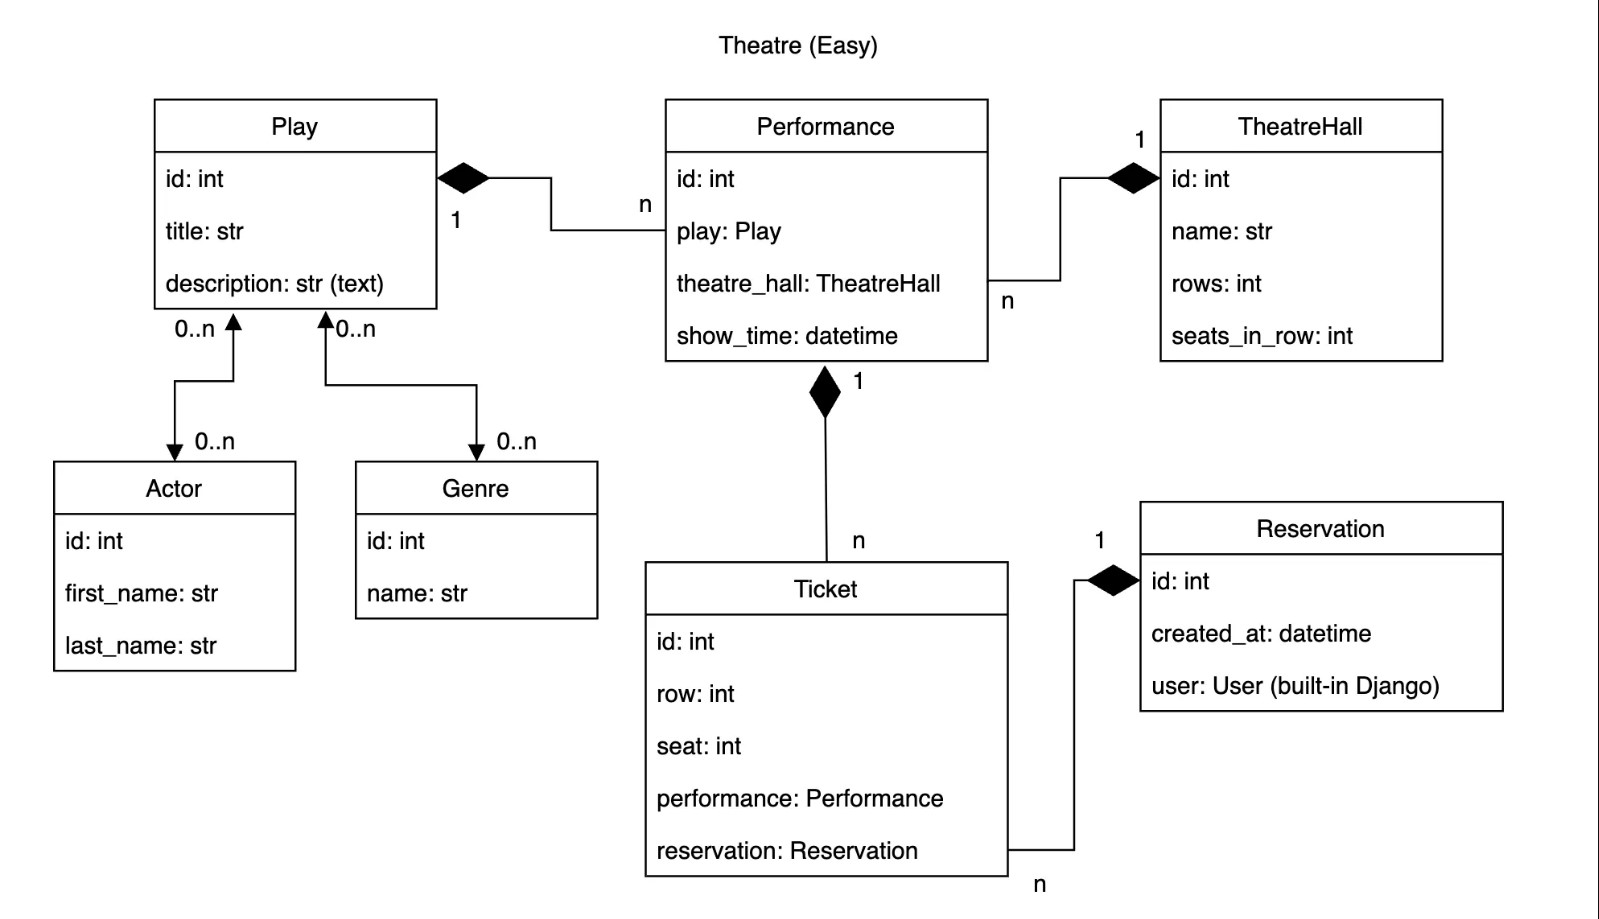 Theatre (Easy)
Play
id: int
title: str
description: str (text)
1
n
Performance
id: int
play: Play
theatre_hall: TheatreHall
show_time: datetime
1
n
TheatreHall
id: int
name: str
rows: int
seats_in_row: int
0..n
0..n
0..n
0..n
Actor
id: int
first_name: str
last_name: str
Genre
id: int
name: str
1
n
Ticket
id: int
row: int
seat: int
performance: Performance
reservation: Reservation
1
n
Reservation
id: int
created_at: datetime
user: User (built-in Django)